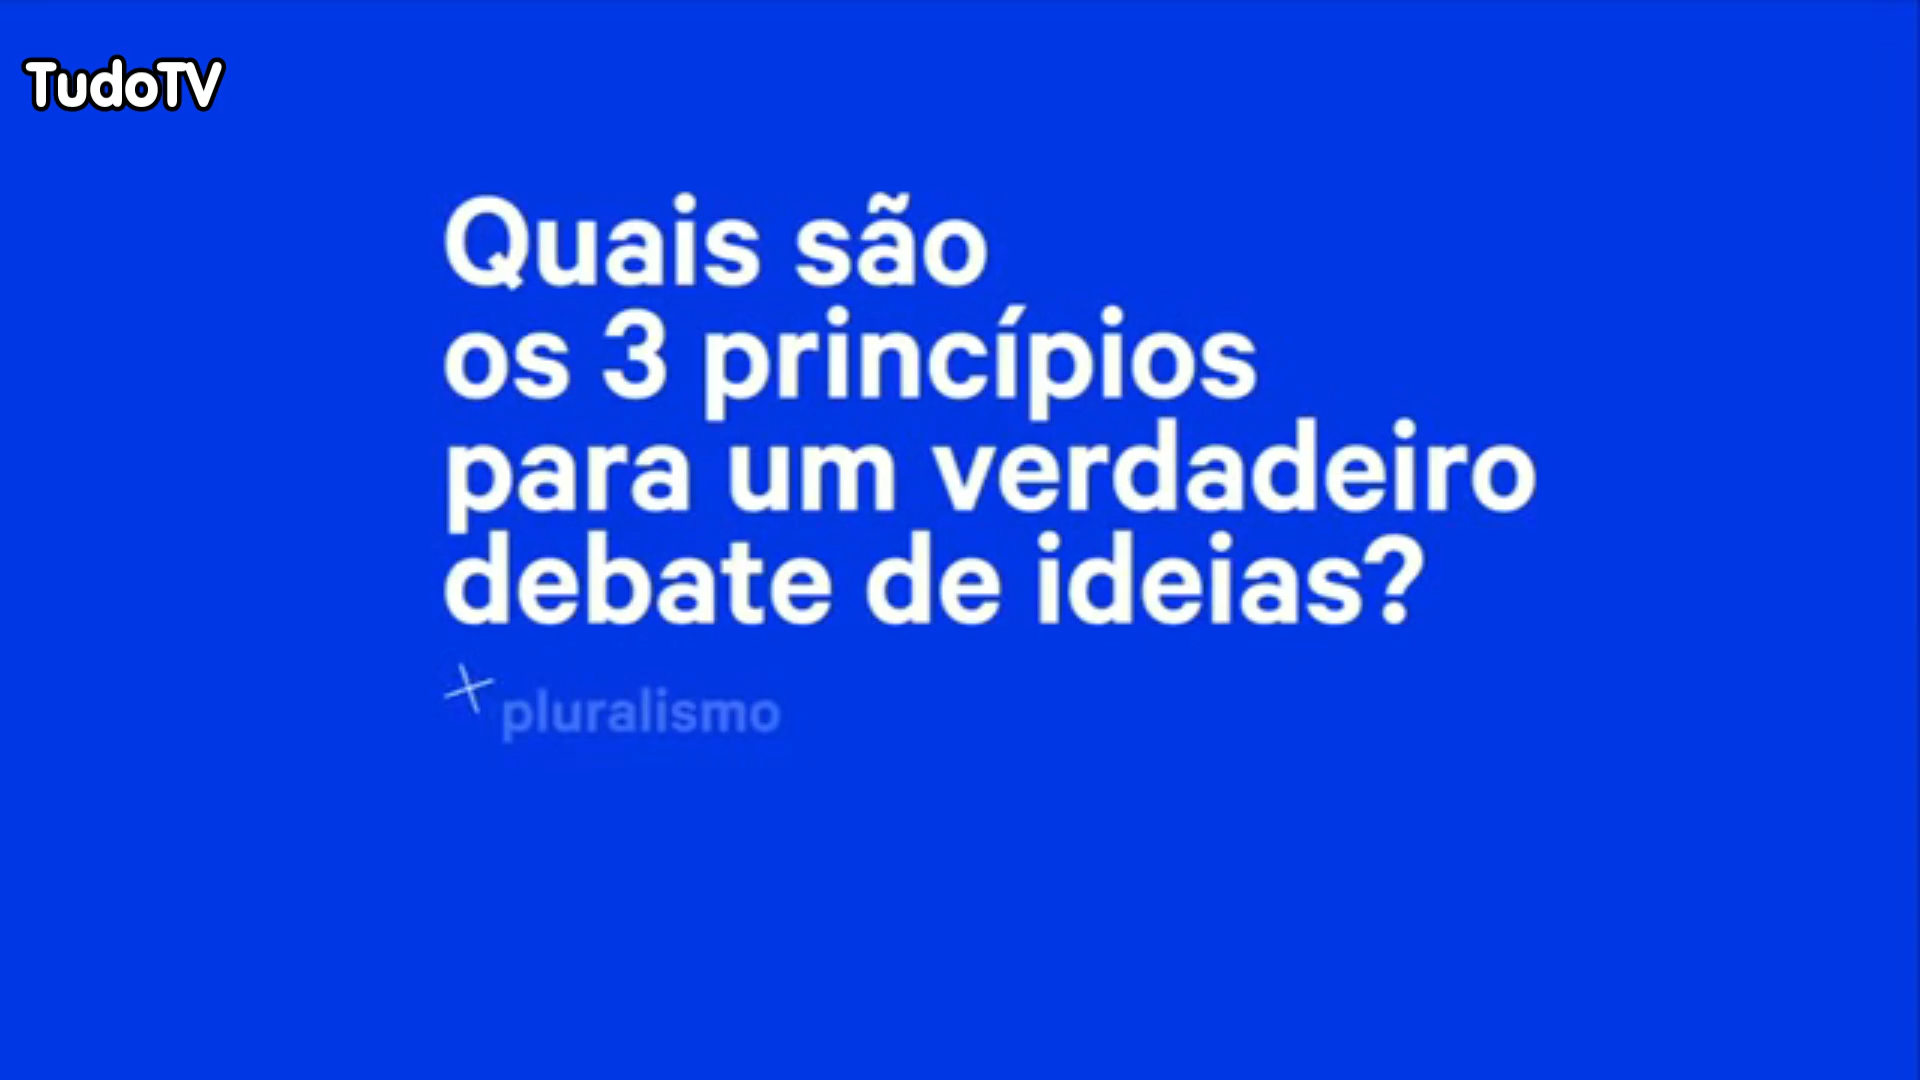 TudoTV
Quais são
os 3 princípios
para um verdadeiro
debate de ideias?
pluralismo